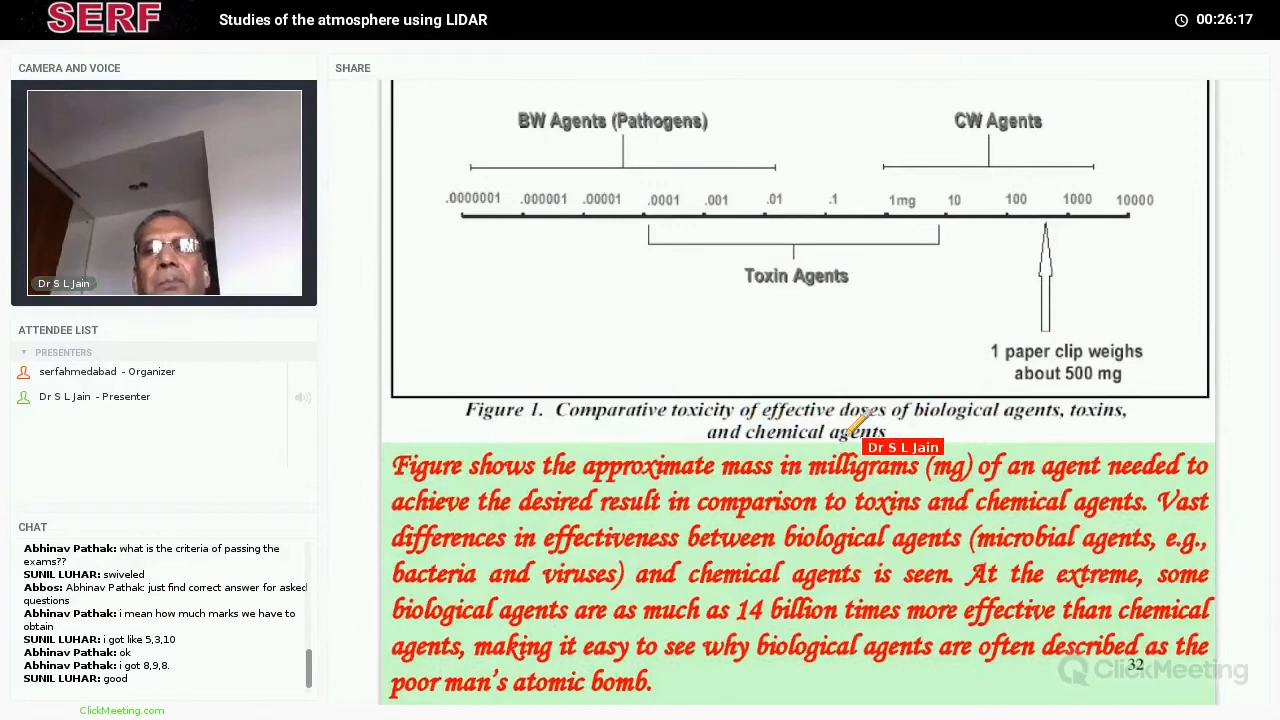 SERF
Studies of the atmosphere using LIDAR
00:26:17
CAMERA AND VOICE
Dr S L Jain
ATTENDEE LIST
PRESENTERS
serfahmedabad - Organizer
Dr S L Jain - Presenter
CHAT
Abhinav Pathak: what is the criteria of passing the
exams??
SUNIL LUHAR: swiveled
Abbos: Abhinav Pathak: just find correct answer for asked
questions
Abhinav Pathak: i mean how much marks we have to
obtain
SUNIL LUHAR: i got like 5,3,10
Abhinav Pathak: ok
Abhinav Pathak: i got 8,9,8.
SUNIL LUHAR: good
ClickMeeting.com
SHARE
BW Agents (Pathogens)
CW Agents
.0000001 .000001 .00001 .0001 .001 .01 .1 1mg 10 100 1000 10000
Toxin Agents
1 paper clip weighs
about 500 mg
Figure 1. Comparative toxicity of effective doses of biological agents, toxins,
and chemical agents
Dr S L Jain
Figure shows the approximate mass in milligrams (mg) of an agent needed to
achieve the desired result in comparison to toxins and chemical agents. Vast
differences in effectiveness between biological agents (microbial agents, e.g.,
bacteria and viruses) and chemical agents is seen. At the extreme, some
biological agents are as much as 14 billion times more effective than chemical
agents, making it easy to see why biological agents are often described as the
poor man's atomic bomb.
32
ClickMeeting